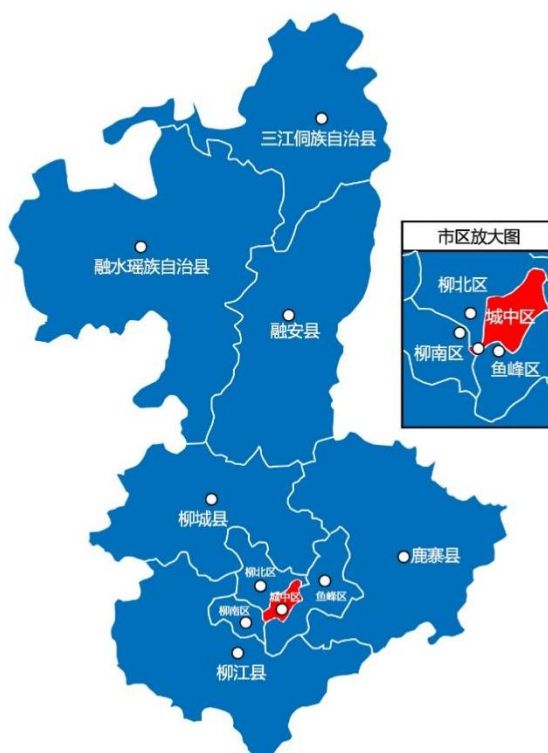 三江侗族自治县
融水瑶族自治县
融安县
市区放大图
柳北区
城中区
柳南区
鱼峰区
柳城县
鹿寨县
柳北区
鱼峰区
城中区
柳南区
柳江县